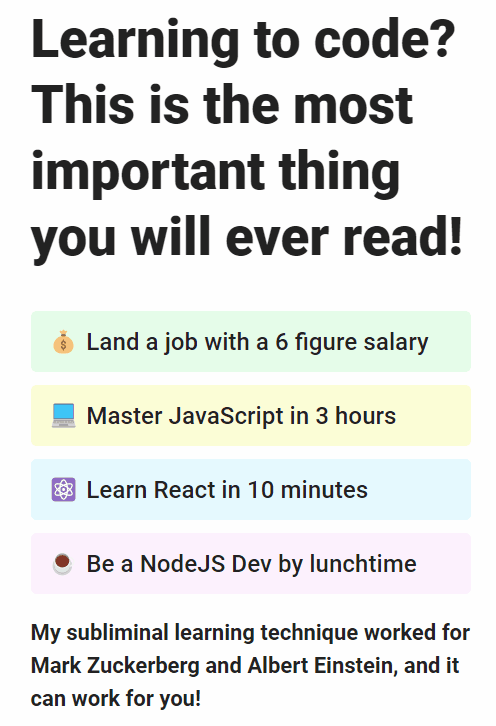 Learning to code?
This is the most
important thing
you will ever read!
💰 Land a job with a 6 figure salary
💻 Master JavaScript in 3 hours
⚛️ Learn React in 10 minutes
☕ Be a NodeJS Dev by lunchtime
My subliminal learning technique worked for
Mark Zuckerberg and Albert Einstein, and it
can work for you!